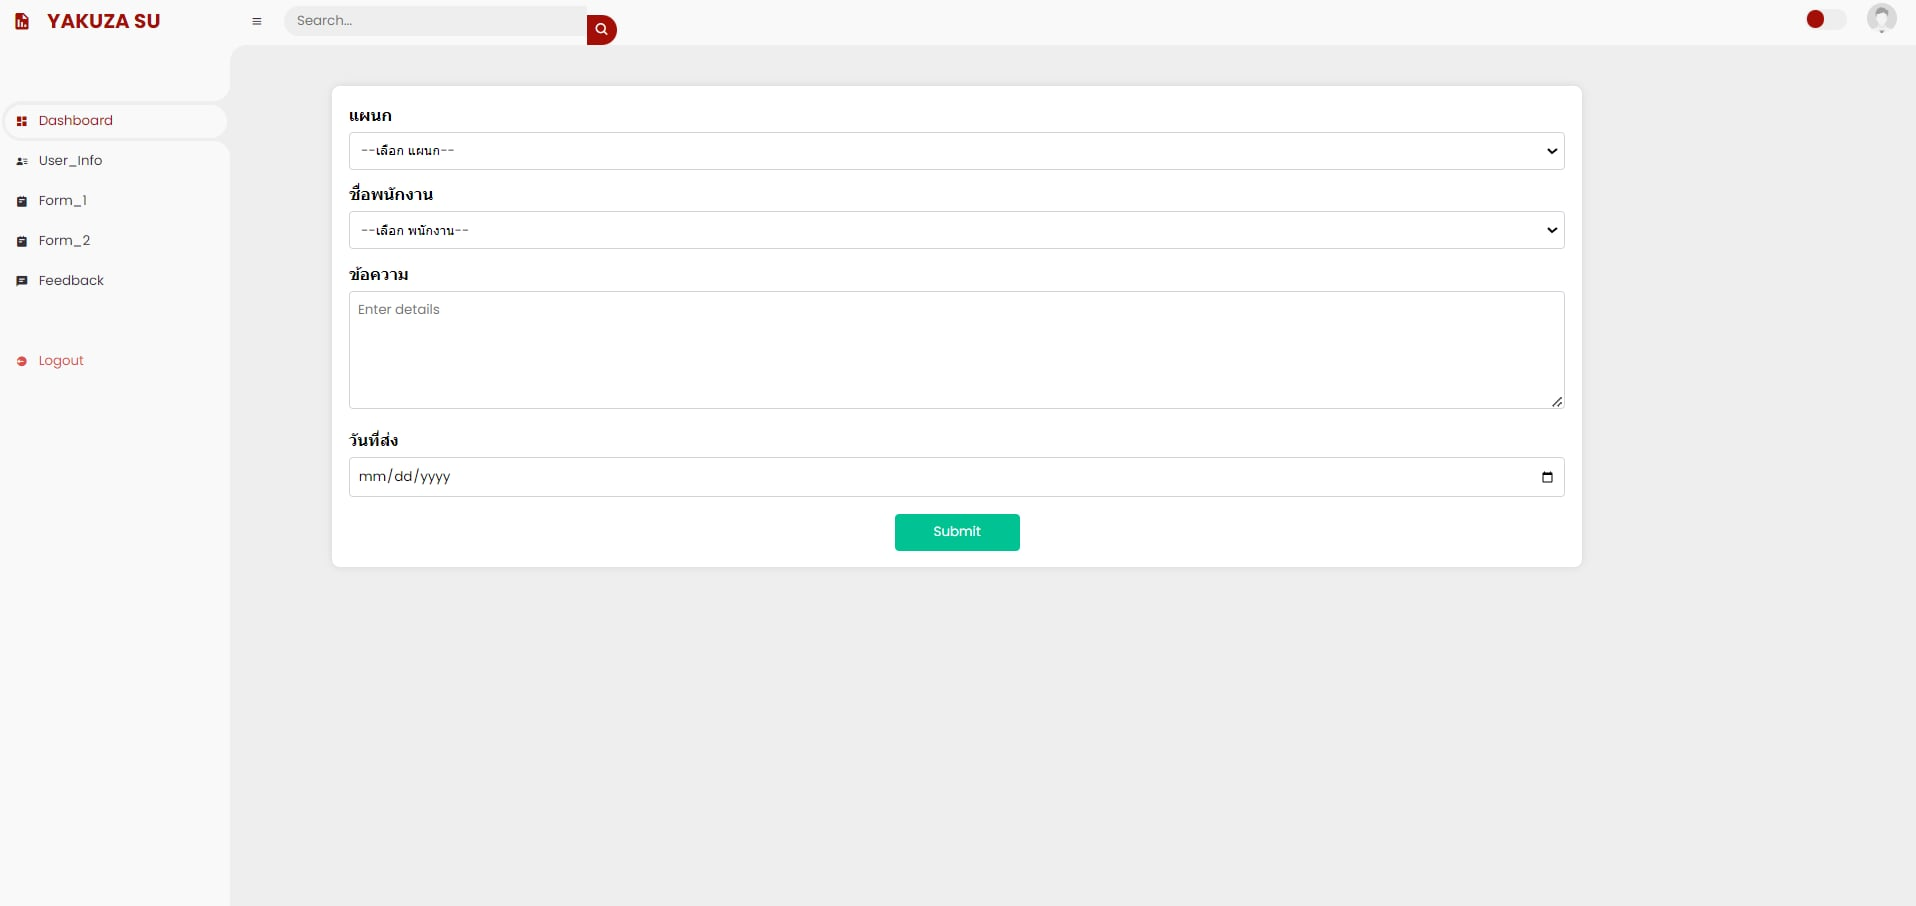 YAKUZA SU
Search...
Dashboard
User_Info
Form_1
Form_2
Feedback
Logout
แผนก
--เลือก แผนก--
ชื่อพนักงาน
--เลือก พนักงาน--
ข้อความ
Enter details
วันที่ส่ง
mm/dd/yyyy
Submit